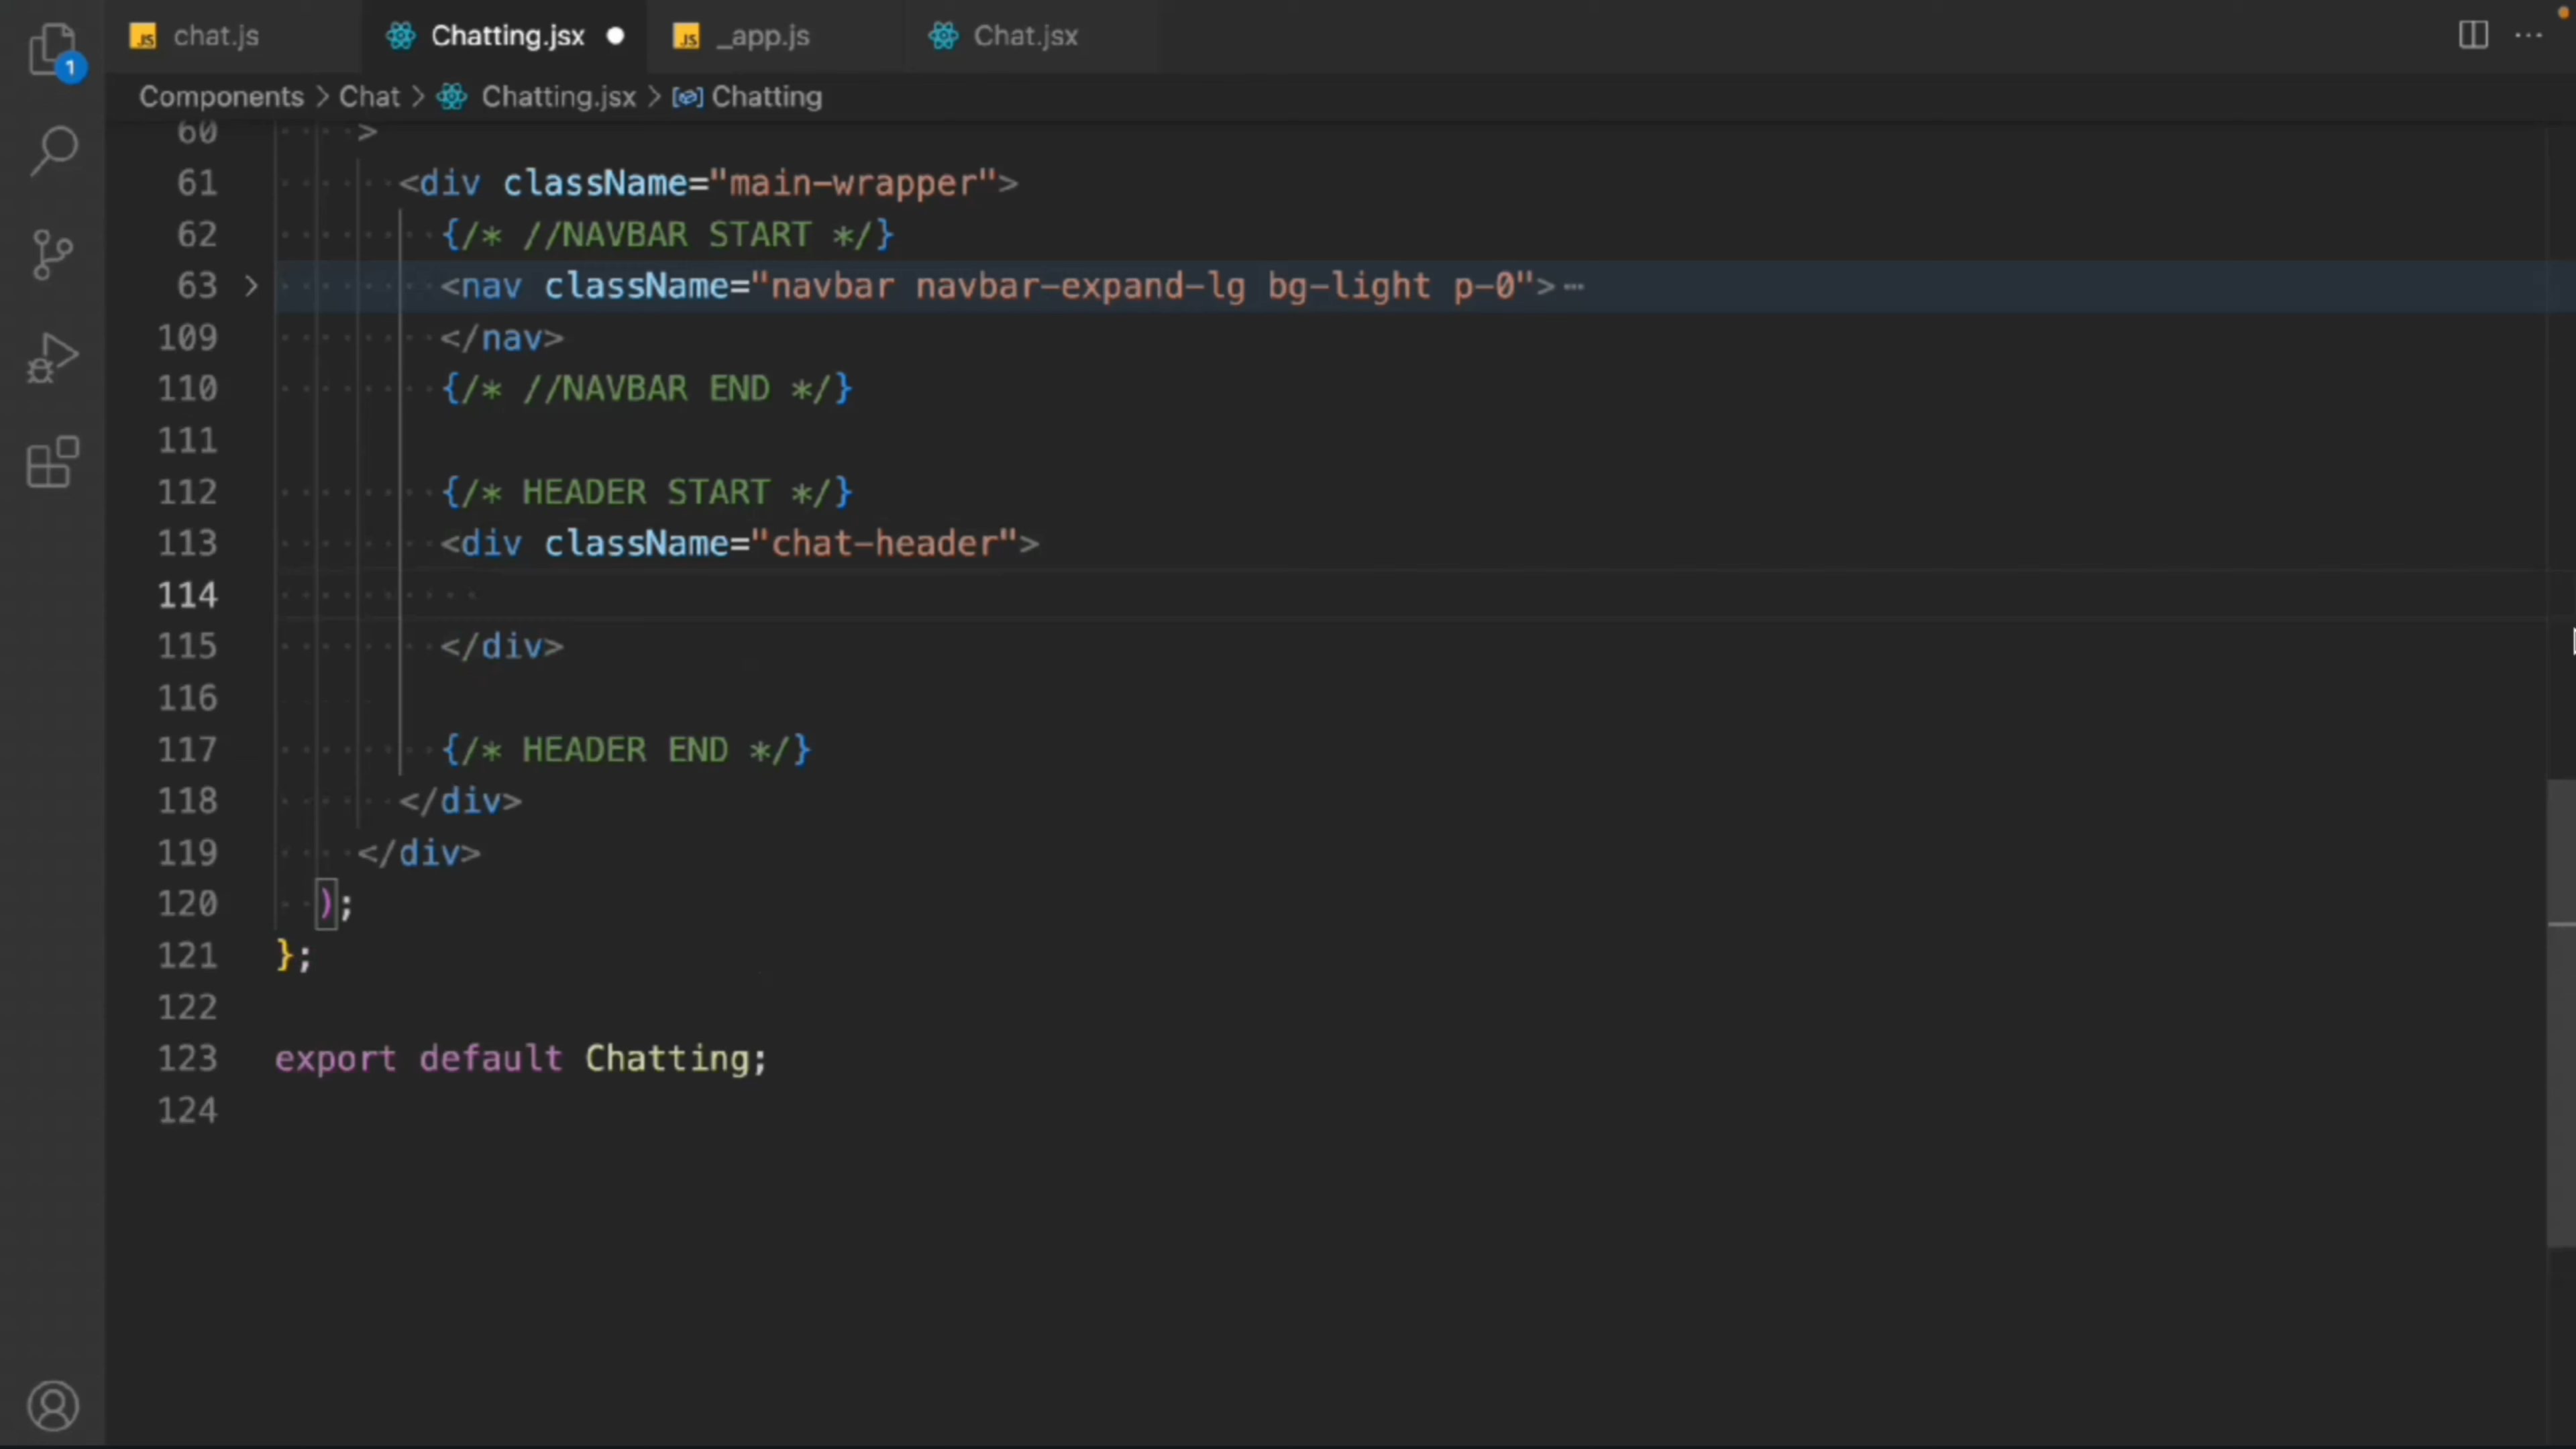 chat.js Chatting.jsx _app.js Chat.jsx
1
Components > Chat > Chatting.jsx > Chatting
60 >
61 <div className="main-wrapper">
62 {/* //NAVBAR START */}
63 <nav className="navbar navbar-expand-lg bg-light p-0">
109 </nav>
110 {/* //NAVBAR END */}
111
112 {/* HEADER START */}
113 <div className="chat-header">
114
115 </div>
116
117 {/* HEADER END */}
118 </div>
119 </div>
120 );
121 };
122
123 export default Chatting;
124